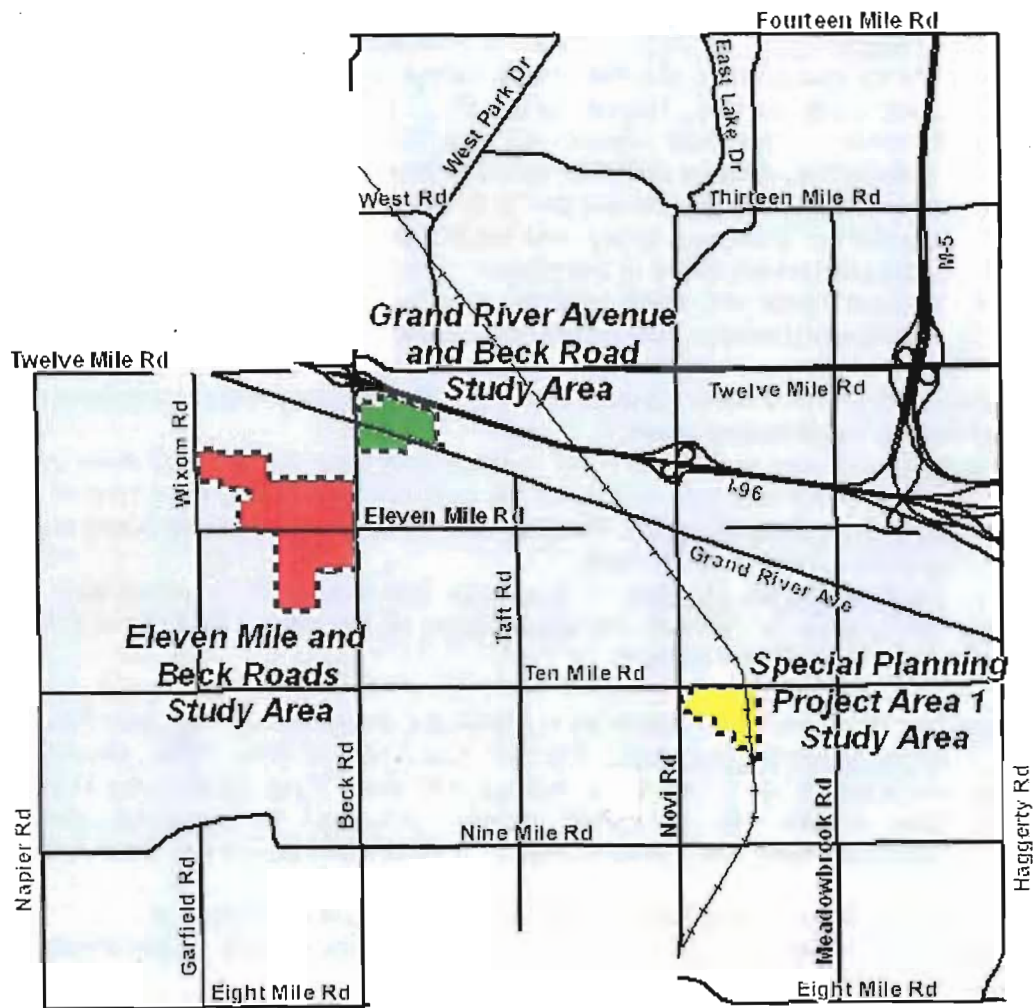 Fourteen Mile Rd
West Park Dr
East Lake Dr
West Rd
Thirteen Mile Rd
M-5
Grand River Avenue
and Beck Road
Study Area
Twelve Mile Rd
Twelve Mile Rd
Wixom Rd
I-96
Eleven Mile Rd
Grand River Ave
Taft Rd
Eleven Mile and
Beck Roads
Study Area
Ten Mile Rd
Special Planning
Project Area 1
Study Area
Beck Rd
Novi Rd
Meadowbrook Rd
Haggerty Rd
Napier Rd
Nine Mile Rd
Garfield Rd
Eight Mile Rd
Eight Mile Rd